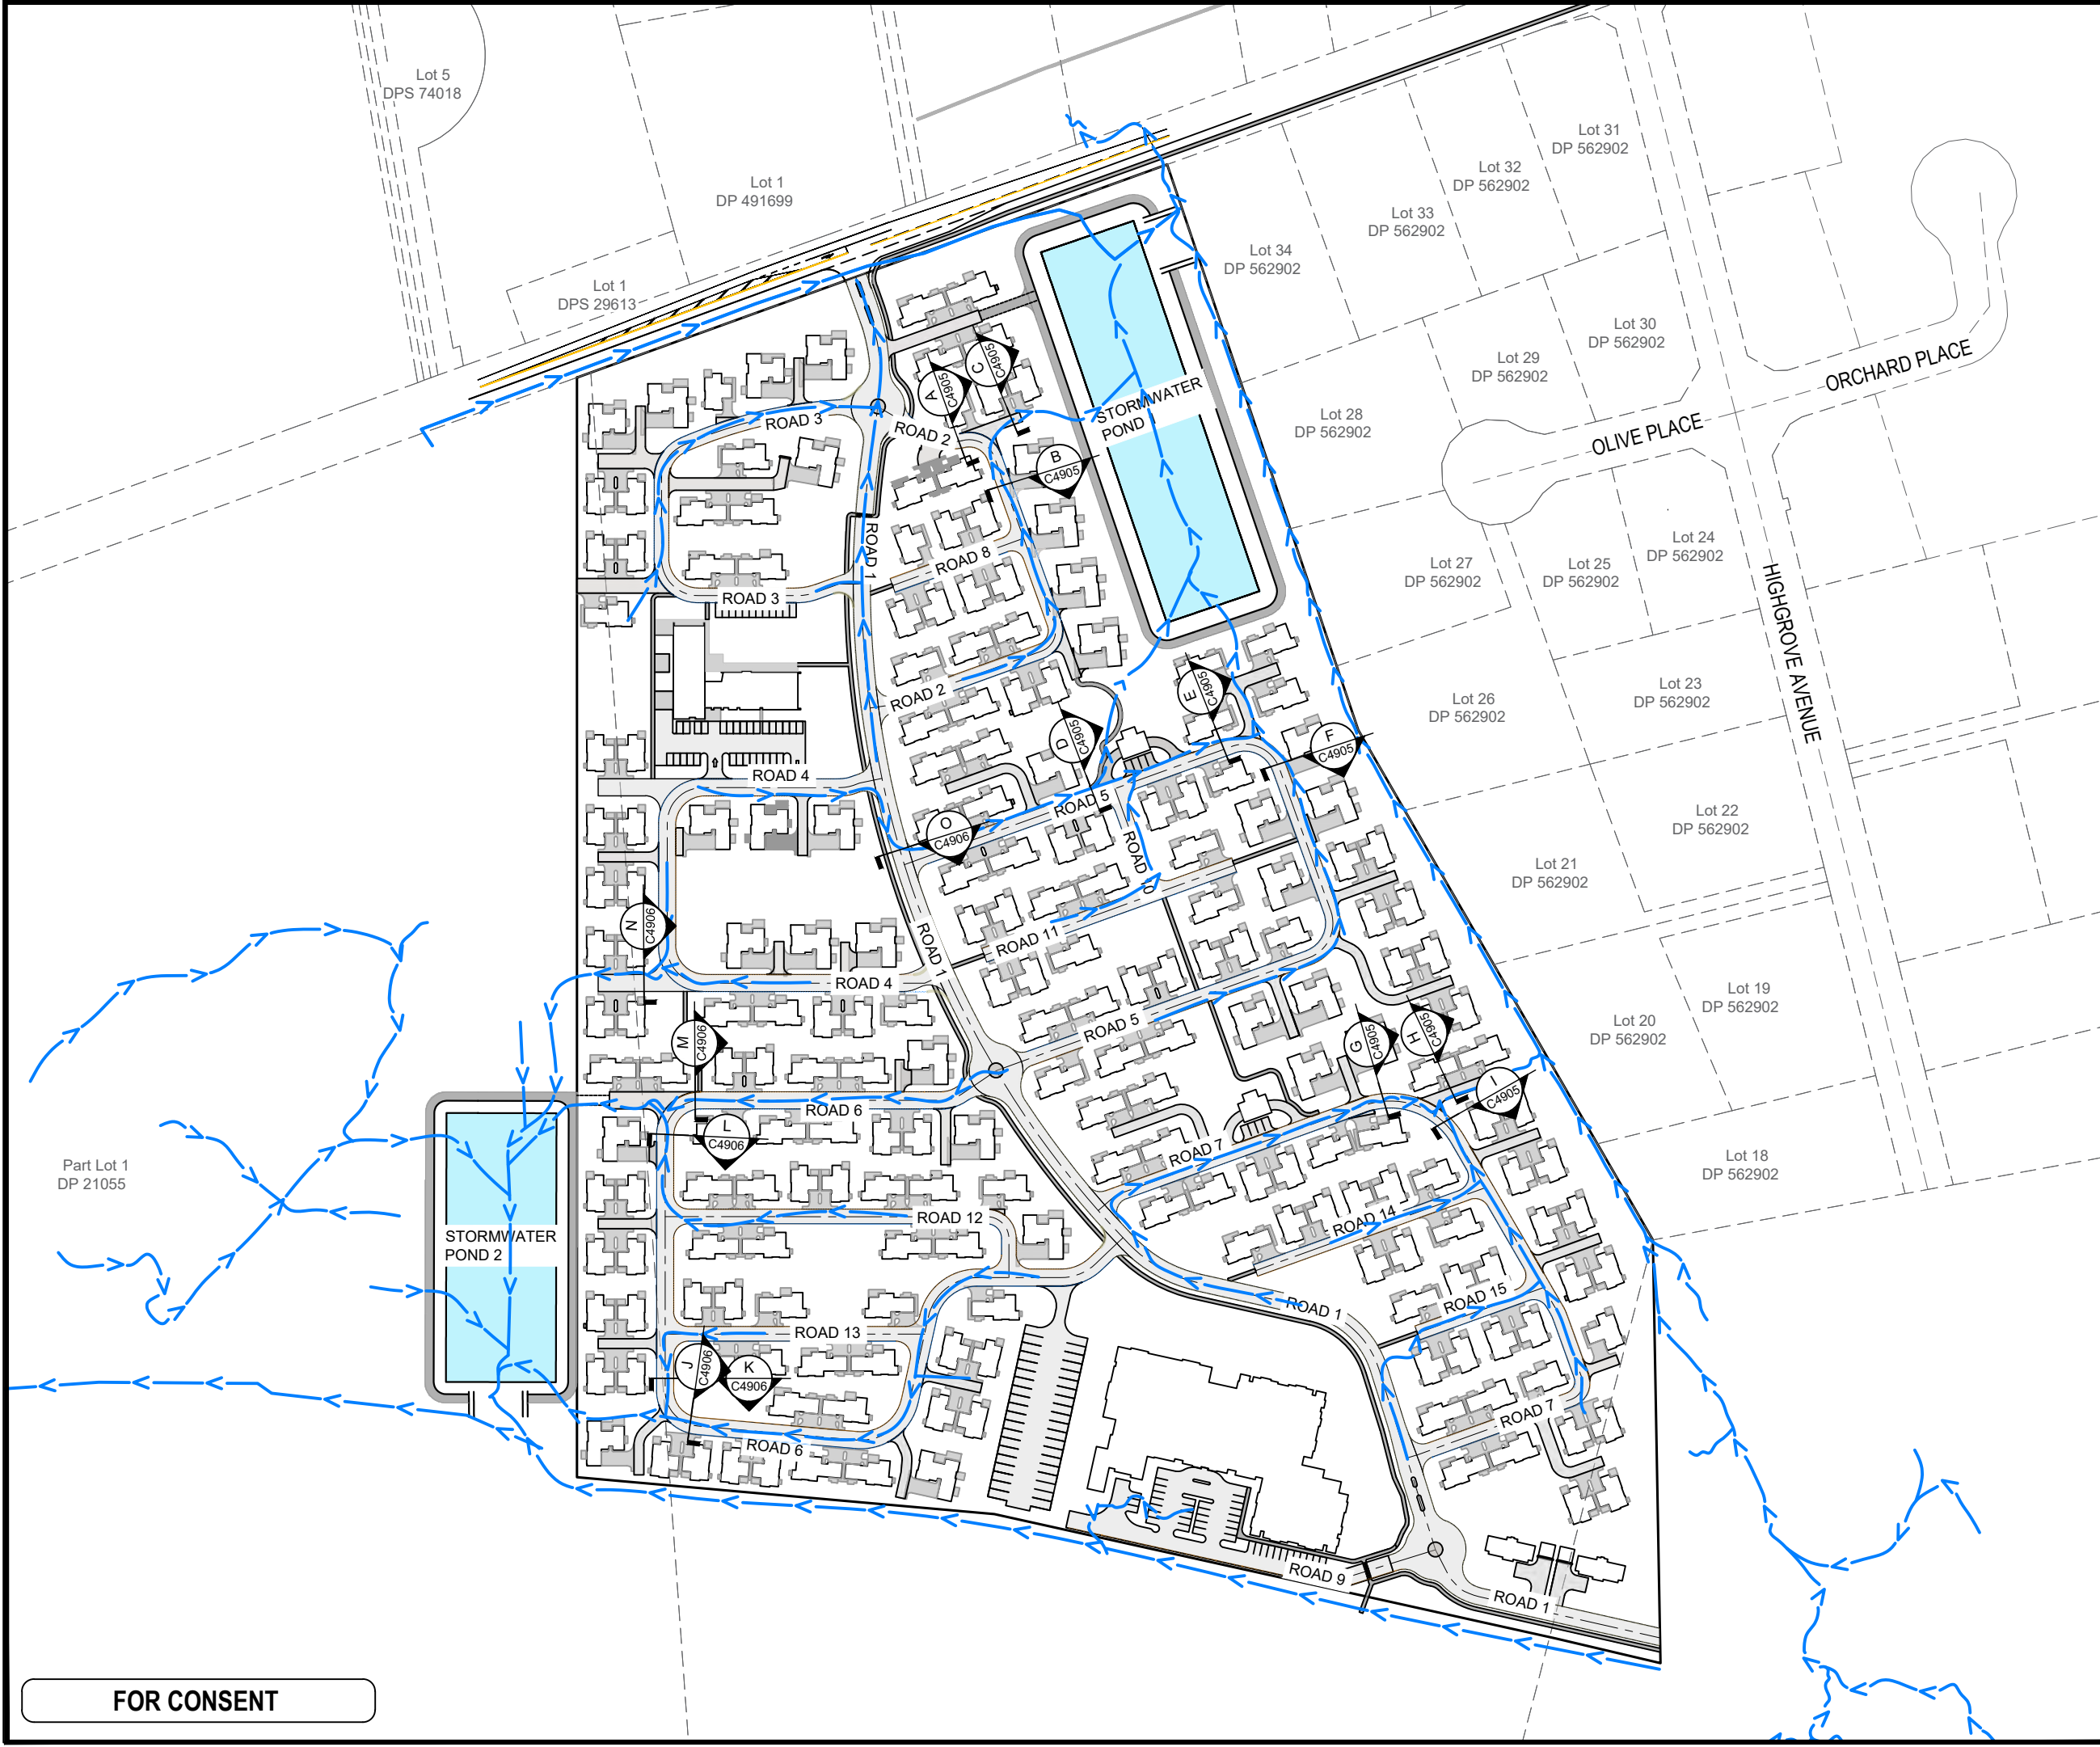 Lot 5
DPS 74018
Lot 1
DP 491699
Lot 1
DPS 29613
Lot 31
DP 562902
Lot 32
DP 562902
Lot 33
DP 562902
Lot 34
DP 562902
Lot 30
DP 562902
Lot 29
DP 562902
Lot 28
DP 562902
ORCHARD PLACE
OLIVE PLACE
HIGHGROVE AVENUE
Lot 24
DP 562902
Lot 25
DP 562902
Lot 27
DP 562902
Lot 23
DP 562902
Lot 26
DP 562902
Lot 22
DP 562902
Lot 21
DP 562902
Lot 19
DP 562902
Lot 20
DP 562902
Lot 18
DP 562902
Part Lot 1
DP 21055
STORMWATER
POND
STORMWATER
POND 2
ROAD 3
ROAD 2
ROAD 1
ROAD 8
ROAD 3
ROAD 2
ROAD 4
ROAD 5
ROAD
ROAD 11
ROAD 1
ROAD 4
ROAD 5
ROAD 6
ROAD 7
ROAD 12
ROAD 14
ROAD 15
ROAD 1
ROAD 13
ROAD 7
ROAD 6
ROAD 9
ROAD 1
A
C4905
C
C4905
B
C4905
E
C4905
D
C4905
F
C4905
O
C4906
N
C4906
M
C4906
G
C4905
H
C4905
I
C4905
L
C4906
J
C4906
K
C4906
FOR CONSENT